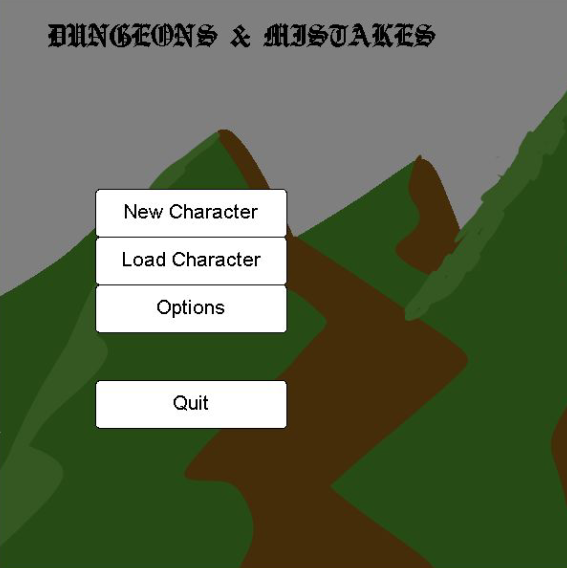 DUNGEONS & MISTAKES
New Character
Load Character
Options
Quit